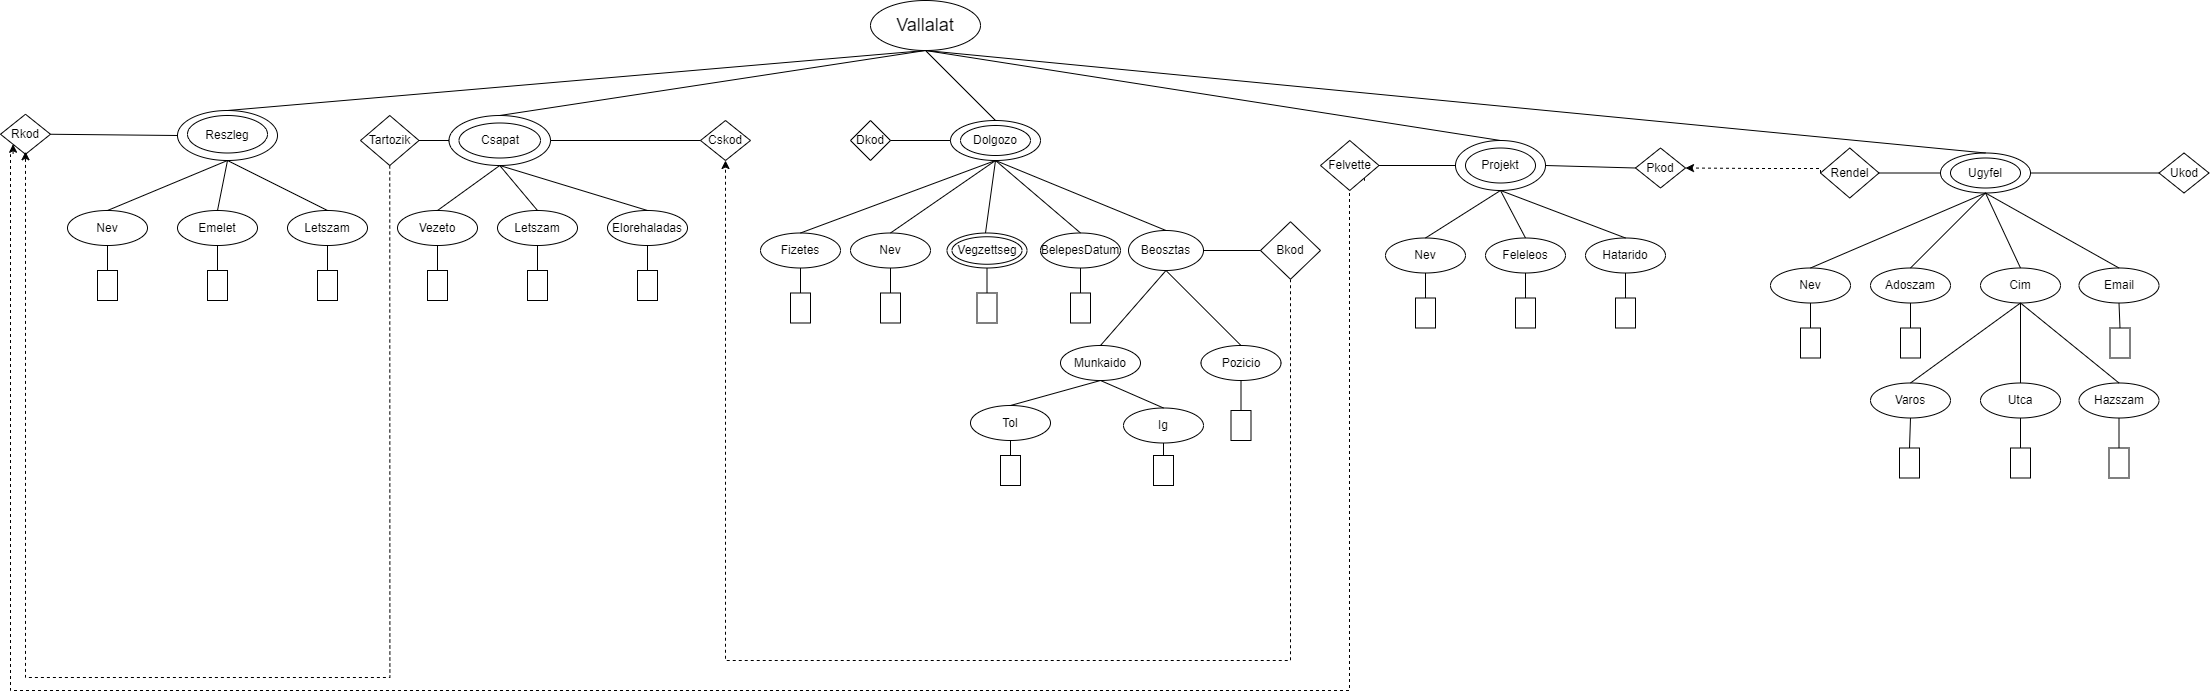 Vallalat
Rkod
Reszleg
Tartozik
Csapat
Cskod
Dkod
Dolgozo
Felvette
Projekt
Pkod
Rendel
Ugyfel
Ukod
Nev
Emelet
Letszam
Vezeto
Letszam
Elorehaladas
Fizetes
Nev
Vegzettseg
BelepesDatum
Beosztas
Bkod
Nev
Feleleos
Hatarido
Nev
Adoszam
Cim
Email
Munkaido
Pozicio
Varos
Utca
Hazszam
Tol
Ig